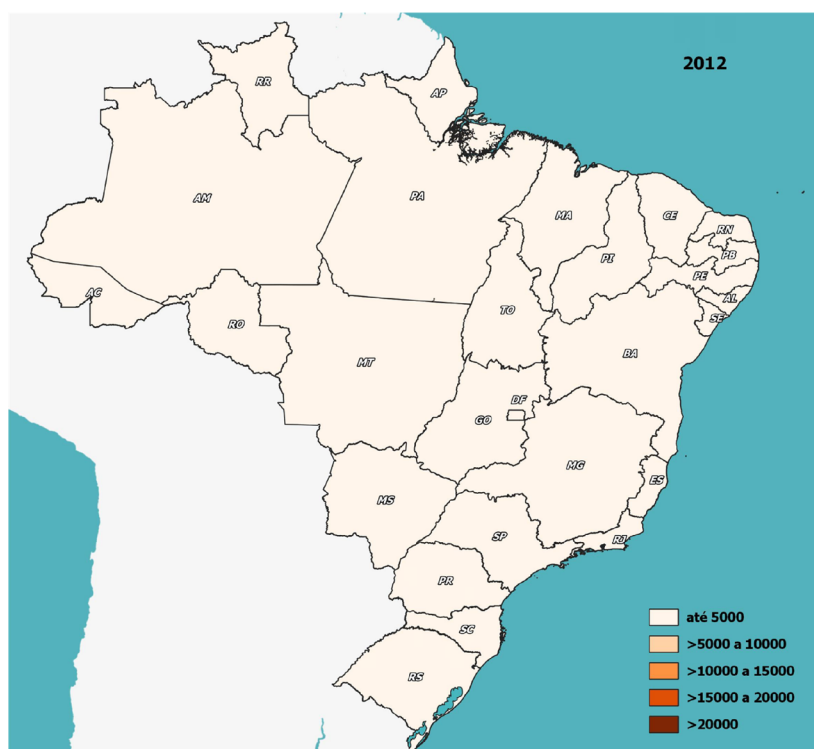 2012
RR
AP
AM
PA
MA
CE
RN
PB
PI
PE
AC
AL
TO
SE
RO
BA
MT
DF
GO
MG
ES
MS
SP
RJ
PR
SC
RS
até 5000
>5000 a 10000
>10000 a 15000
>15000 a 20000
>20000